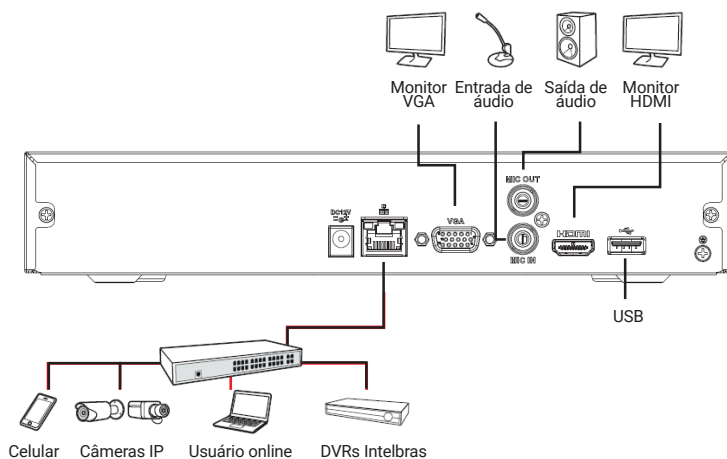 Monitor
VGA
Entrada de
áudio
Saída de
áudio
Monitor
HDMI
MIC OUT
DC12V
VGA
HDMI
MIC IN
USB
Celular
Câmeras IP
Usuário online
DVRs Intelbras